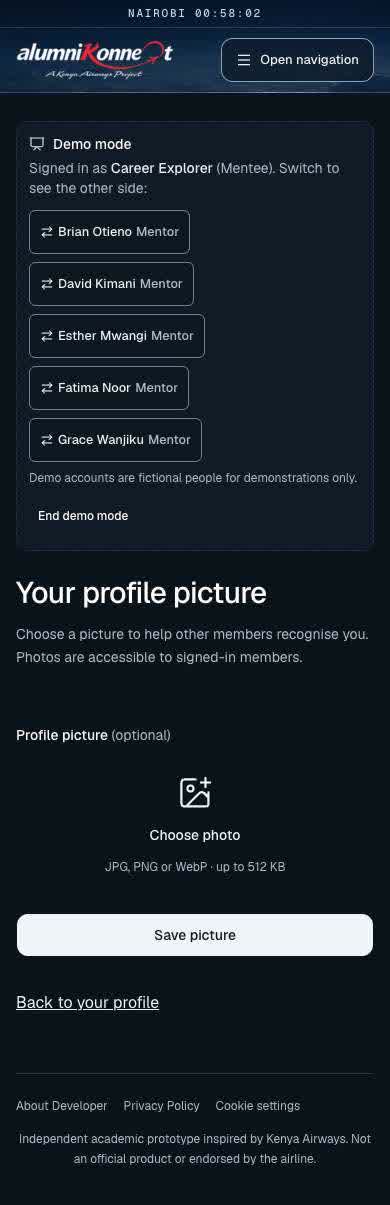 NAIROBI 00:58:02
alumniKonnect
A Kenya Airways Project
Open navigation
Demo mode
Signed in as Career Explorer (Mentee). Switch to
see the other side:
Brian Otieno Mentor
David Kimani Mentor
Esther Mwangi Mentor
Fatima Noor Mentor
Grace Wanjiku Mentor
Demo accounts are fictional people for demonstrations only.
End demo mode
Your profile picture
Choose a picture to help other members recognise you.
Photos are accessible to signed-in members.
Profile picture (optional)
Choose photo
JPG, PNG or WebP · up to 512 KB
Save picture
Back to your profile
About Developer Privacy Policy Cookie settings
Independent academic prototype inspired by Kenya Airways. Not
an official product or endorsed by the airline.